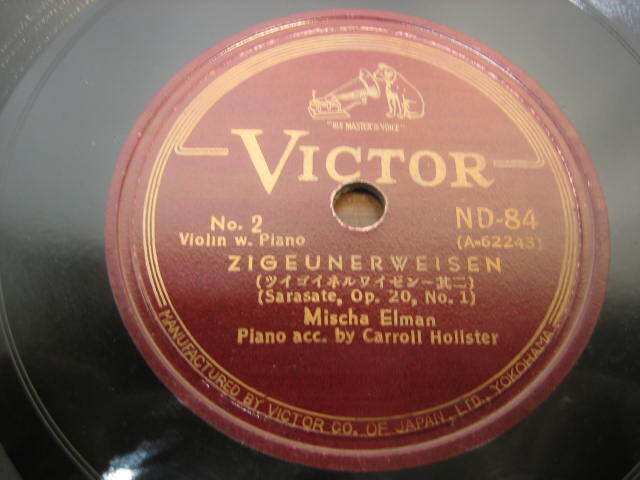 "HIS MASTER'S VOICE"
VICTOR
No. 2
Violin w. Piano
ND-84
(A-62243)
ZIGEUNERWEISEN
(ツイゴイネルワイゼン－其二)
(Sarasate, Op. 20, No. 1)
Mischa Elman
Piano acc. by Carroll Hollster
MANUFACTURED BY VICTOR CO. OF JAPAN, LTD., YOKOHAMA